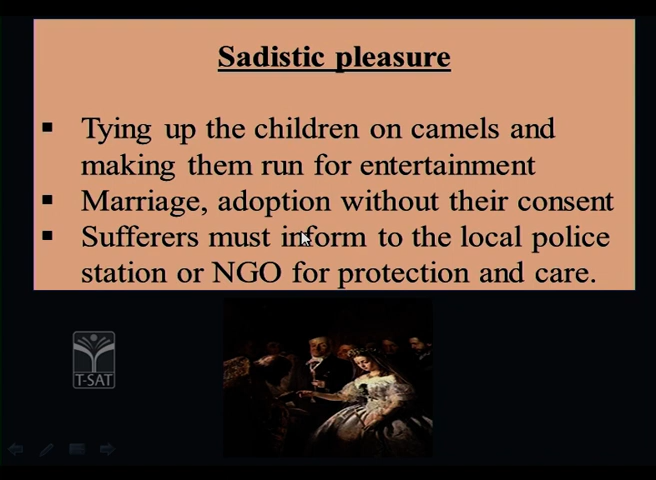 Sadistic pleasure
Tying up the children on camels and
making them run for entertainment
Marriage, adoption without their consent
Sufferers must inform to the local police
station or NGO for protection and care.
T-SAT